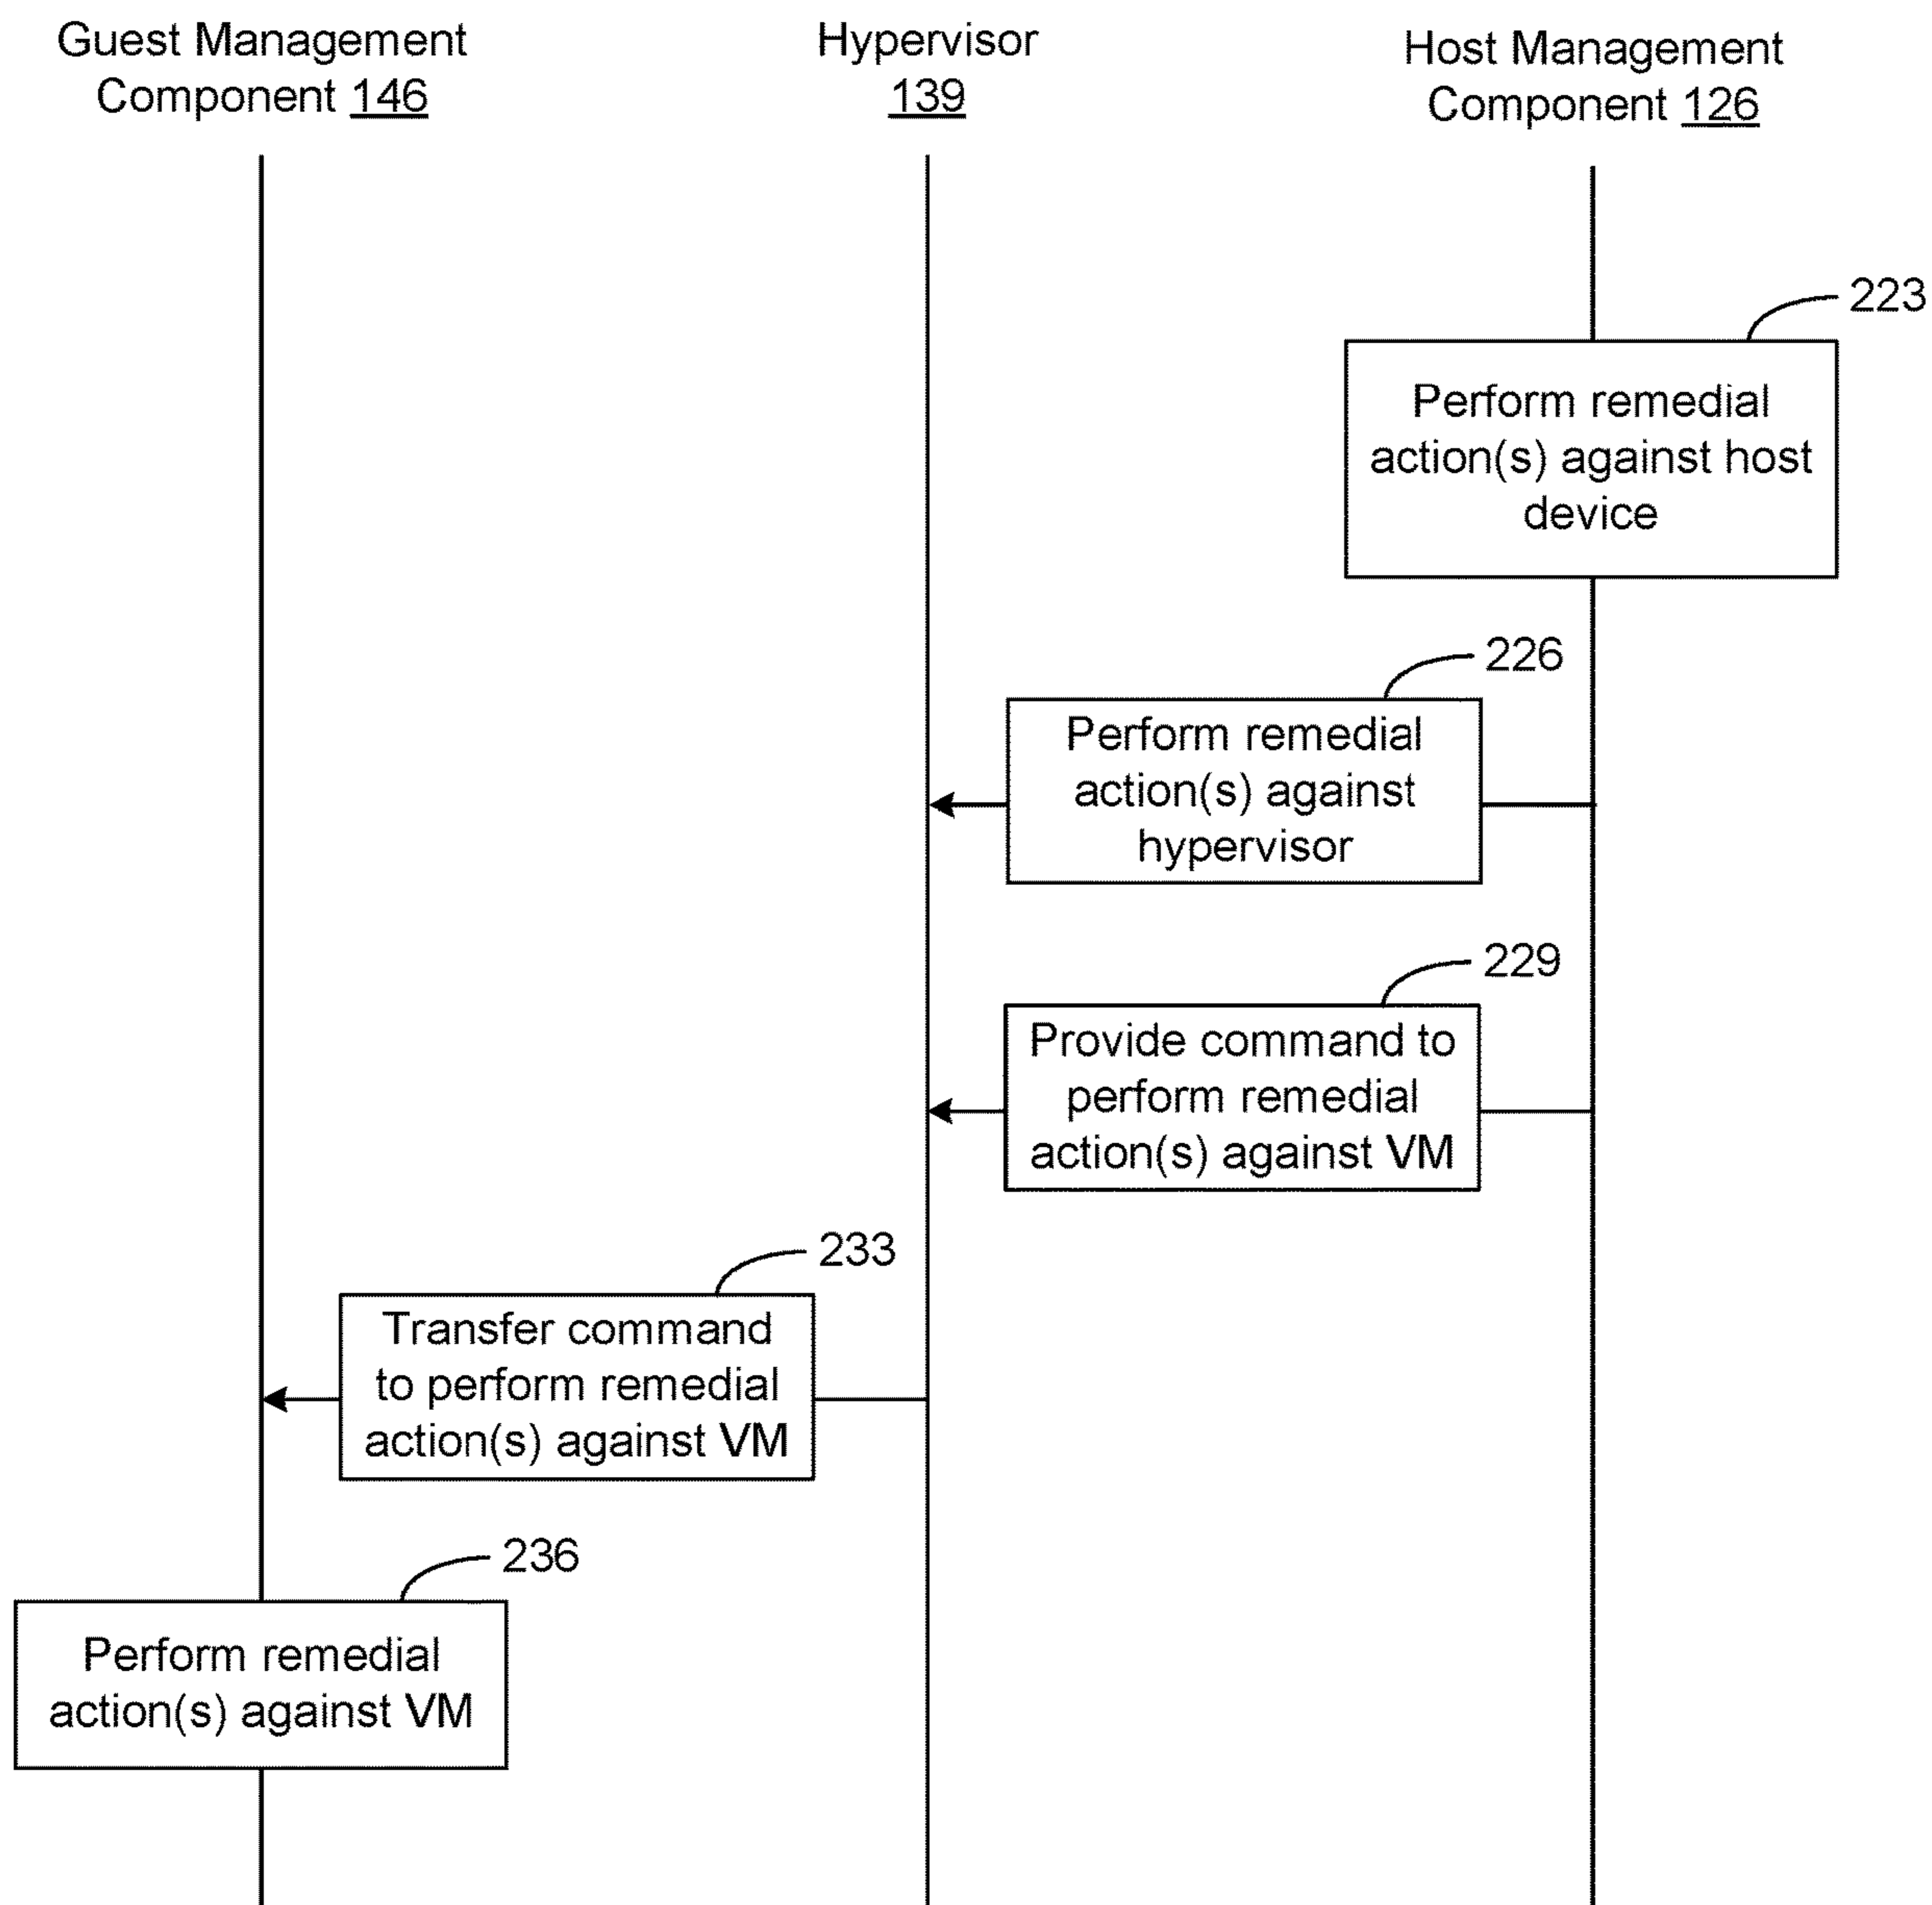 Guest Management
Component 146
Hypervisor
139
Host Management
Component 126
223
Perform remedial
action(s) against host
device
226
Perform remedial
action(s) against
hypervisor
229
Provide command to
perform remedial
action(s) against VM
233
Transfer command
to perform remedial
action(s) against VM
236
Perform remedial
action(s) against VM